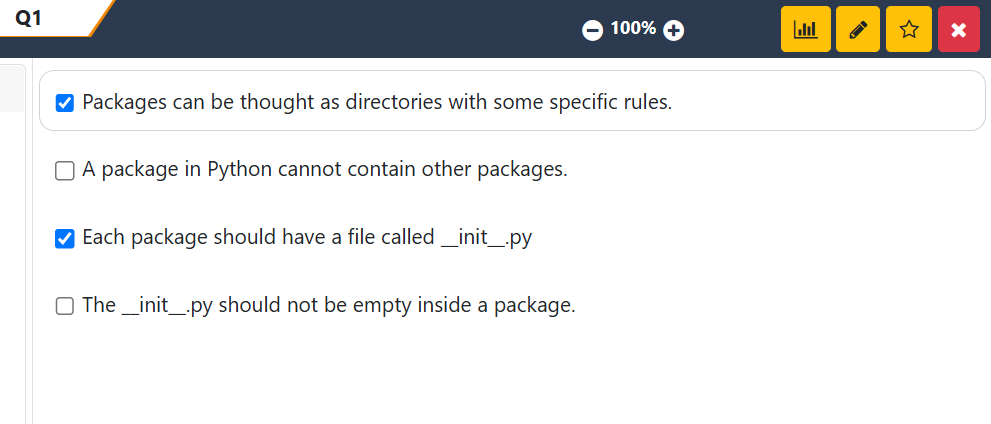 Q1
100%
Packages can be thought as directories with some specific rules.
A package in Python cannot contain other packages.
Each package should have a file called __init__.py
The __init__.py should not be empty inside a package.